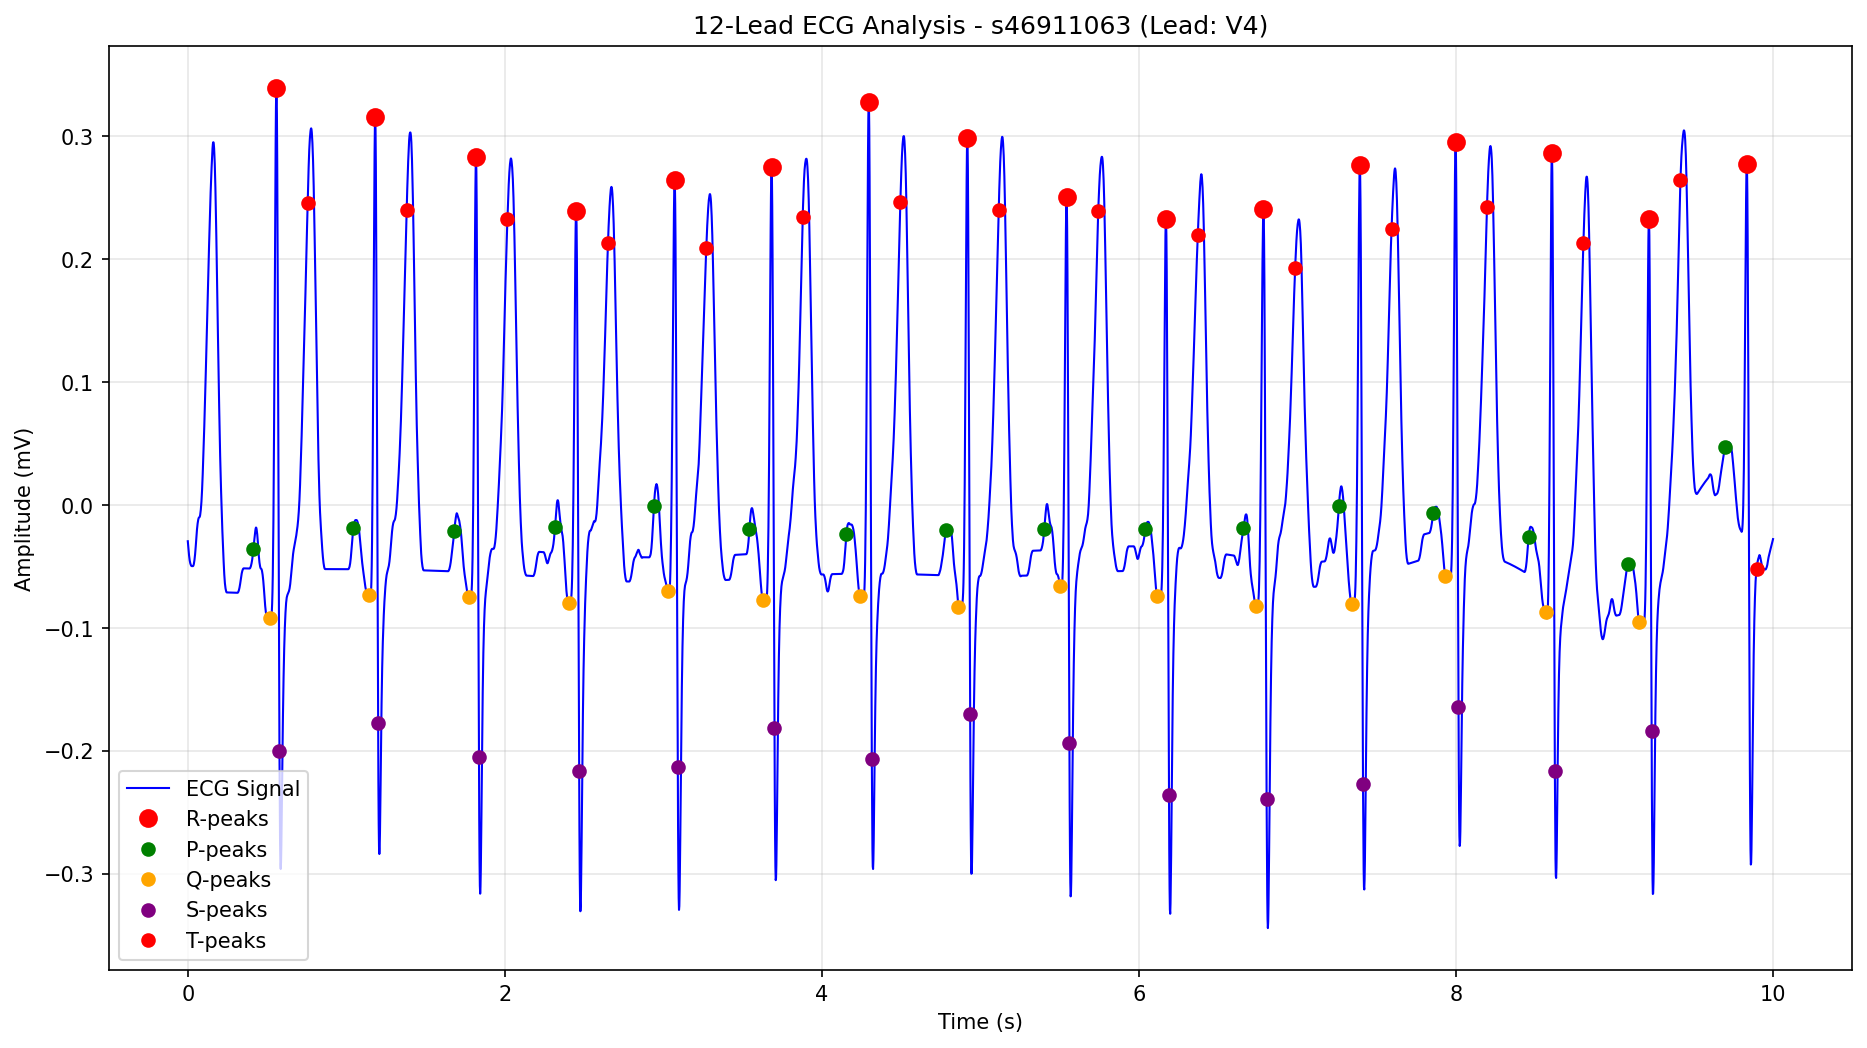 12-Lead ECG Analysis - s46911063 (Lead: V4)
Amplitude (mV)
0.3
0.2
0.1
0.0
−0.1
−0.2
−0.3
ECG Signal
R-peaks
P-peaks
Q-peaks
S-peaks
T-peaks
0 2 4 6 8 10
Time (s)